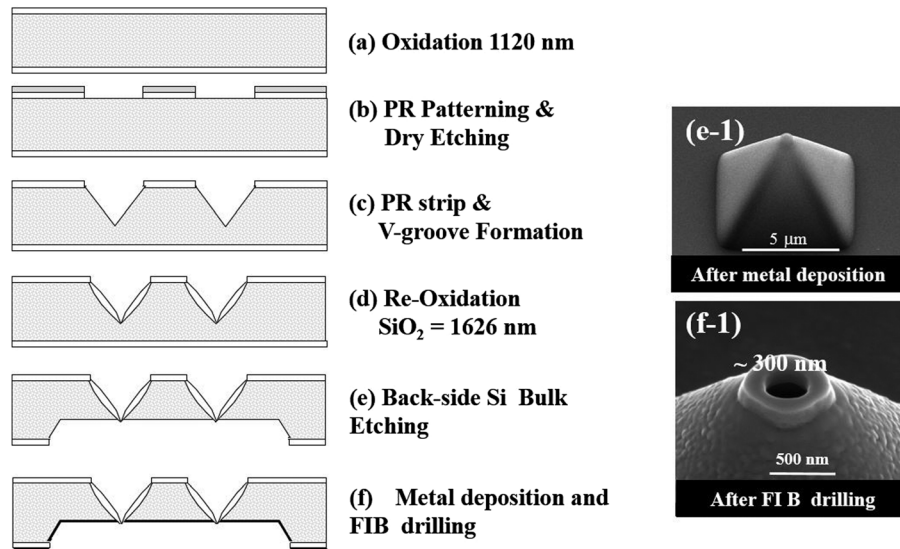 (a) Oxidation 1120 nm
(b) PR Patterning &
Dry Etching
(c) PR strip &
V-groove Formation
(d) Re-Oxidation
SiO₂ = 1626 nm
(e) Back-side Si Bulk
Etching
(f) Metal deposition and
FIB drilling
(e-1)
5 μm
After metal deposition
(f-1)
~ 300 nm
500 nm
After FI B drilling